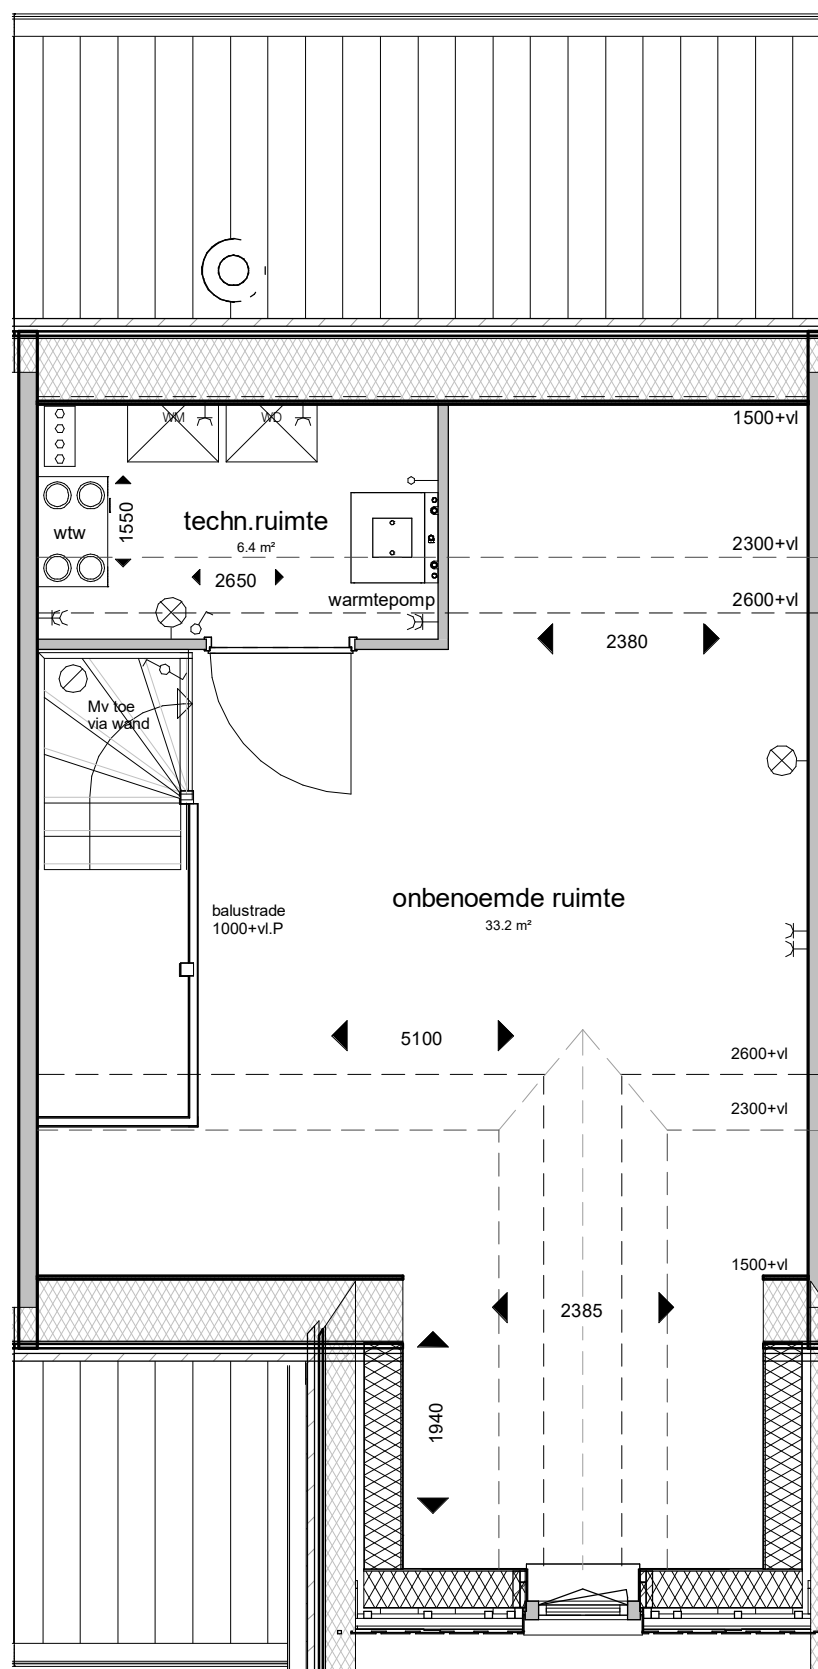 WM
WD
1500+vl
techn.ruimte
6.4 m²
1550
wtw
2300+vl
2650
warmtepomp
2600+vl
2380
Mv toe
via wand
onbenoemde ruimte
33.2 m²
balustrade
1000+vl.P
5100
2600+vl
2300+vl
1500+vl
2385
1940